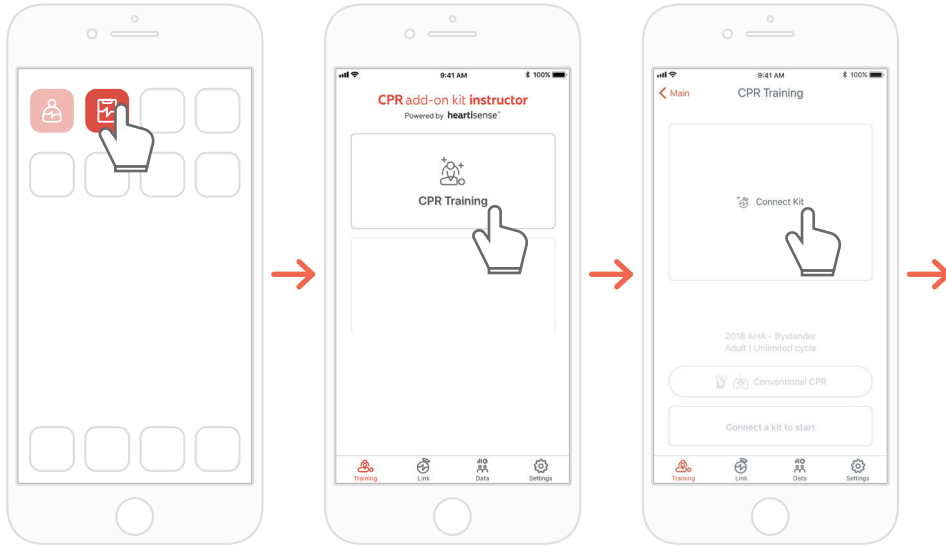 9:41 AM
100%
CPR add-on kit instructor
Powered by heartisense™
CPR Training
Training
Link
Data
Settings
9:41 AM
100%
Main
CPR Training
Connect Kit
2018 AHA - Bystander
Adult | Unlimited cycle
Conventional CPR
Connect a kit to start
Training
Link
Data
Settings